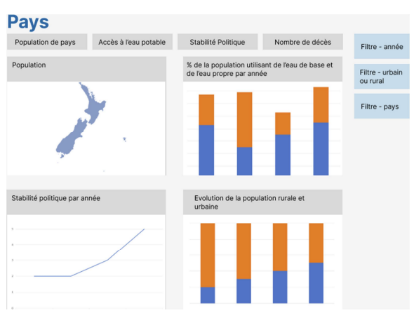 Pays
Population de pays
Accès à l'eau potable
Stabilité Politique
Nombre de décès
Filtre - année
Filtre - urbain
ou rural
Filtre - pays
Population
% de la population utilisant de l'eau de base et
de l'eau propre par année
Stabilité politique par année
Evolution de la population rurale et
urbaine